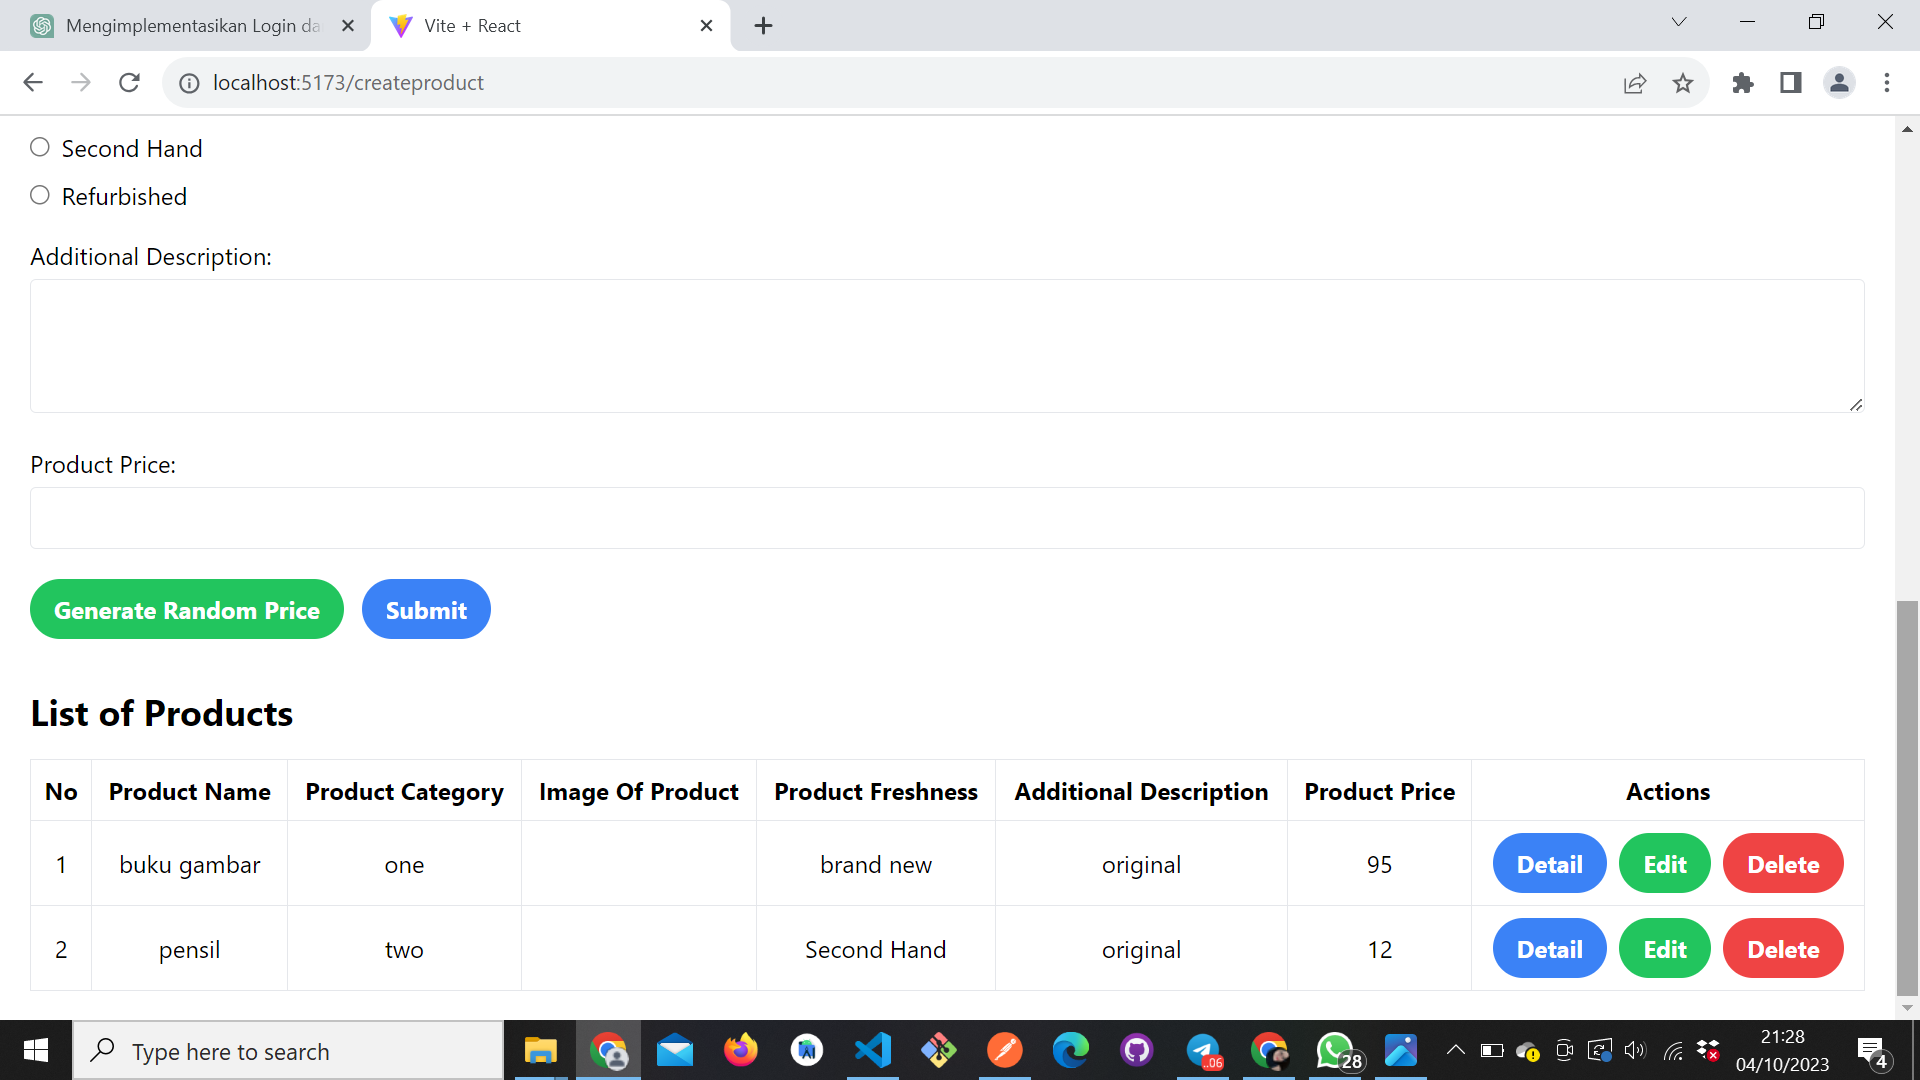 Mengimplementasikan Login da
Vite + React
localhost:5173/createproduct
Second Hand
Refurbished
Additional Description:
Product Price:
Generate Random Price
Submit
List of Products
No Product Name Product Category Image Of Product Product Freshness Additional Description Product Price Actions
1 buku gambar one brand new original 95 Detail Edit Delete
2 pensil two Second Hand original 12 Detail Edit Delete
Type here to search
..06
28
21:28
04/10/2023
4